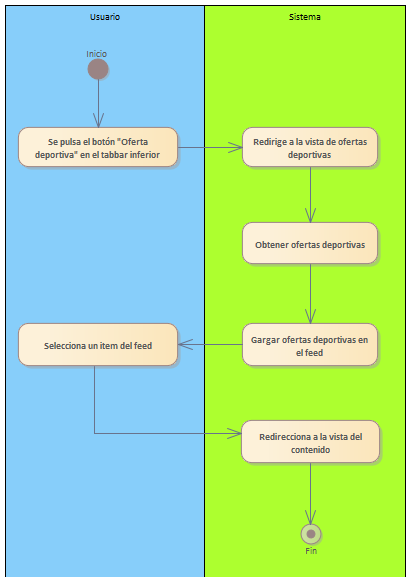 Usuario
Sistema
Inicio
Se pulsa el botón "Oferta
deportiva" en el tabbar inferior
Redirige a la vista de ofertas
deportivas
Obtener ofertas deportivas
Gargar ofertas deportivas en
el feed
Selecciona un item del feed
Redirecciona a la vista del
contenido
Fin